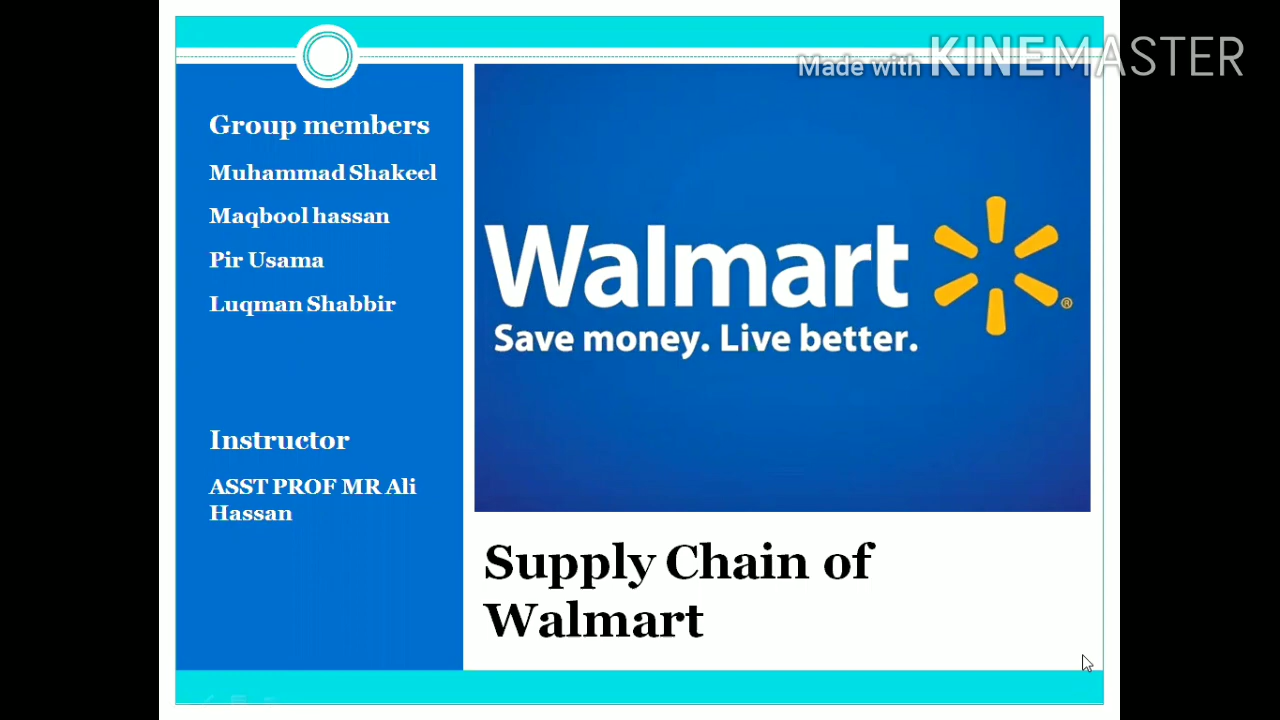 Made with KINEMASTER
Group members
Muhammad Shakeel
Maqbool hassan
Pir Usama
Luqman Shabbir
Instructor
ASST PROF MR Ali
Hassan
Walmart
®
Save money. Live better.
Supply Chain of
Walmart